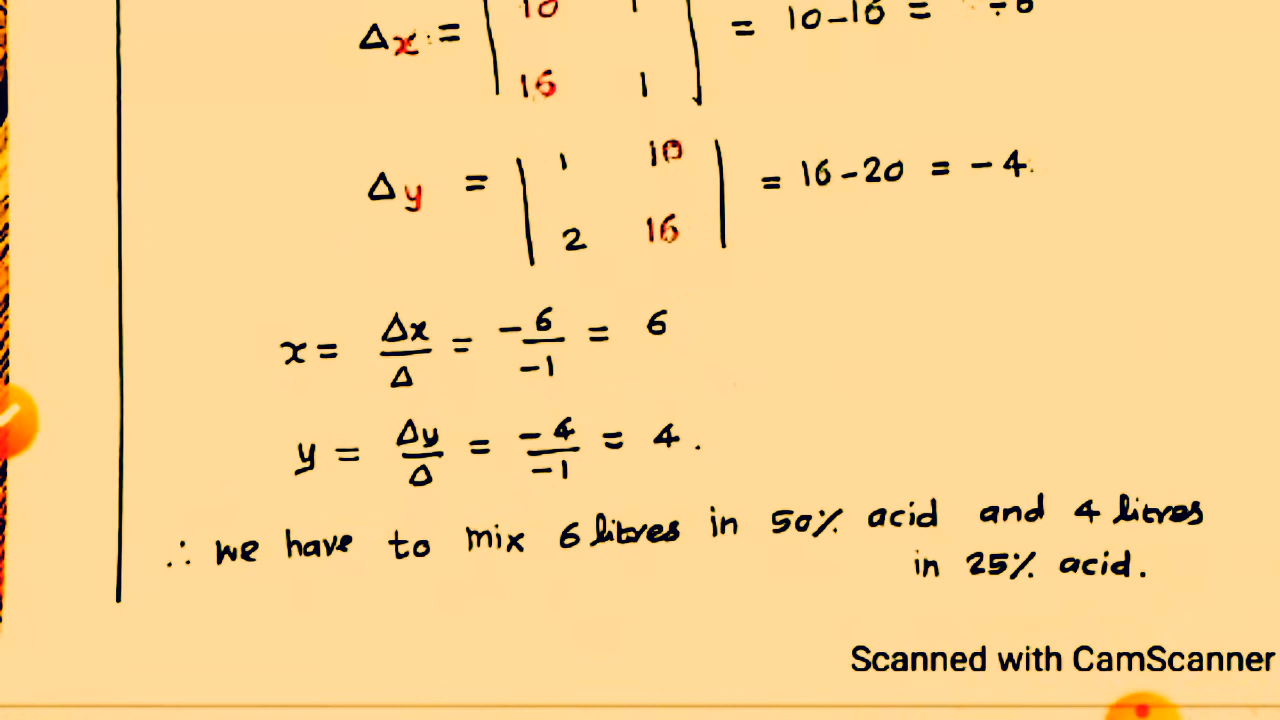 Δx = | 10 1 | = 10-16 = -6
| 16 1 |
Δy = | 1 10 | = 16-20 = -4.
| 2 16 |
x = Δx/Δ = -6/-1 = 6
y = Δy/Δ = -4/-1 = 4.
∴ we have to mix 6 litres in 50% acid and 4 litres
in 25% acid.
Scanned with CamScanner